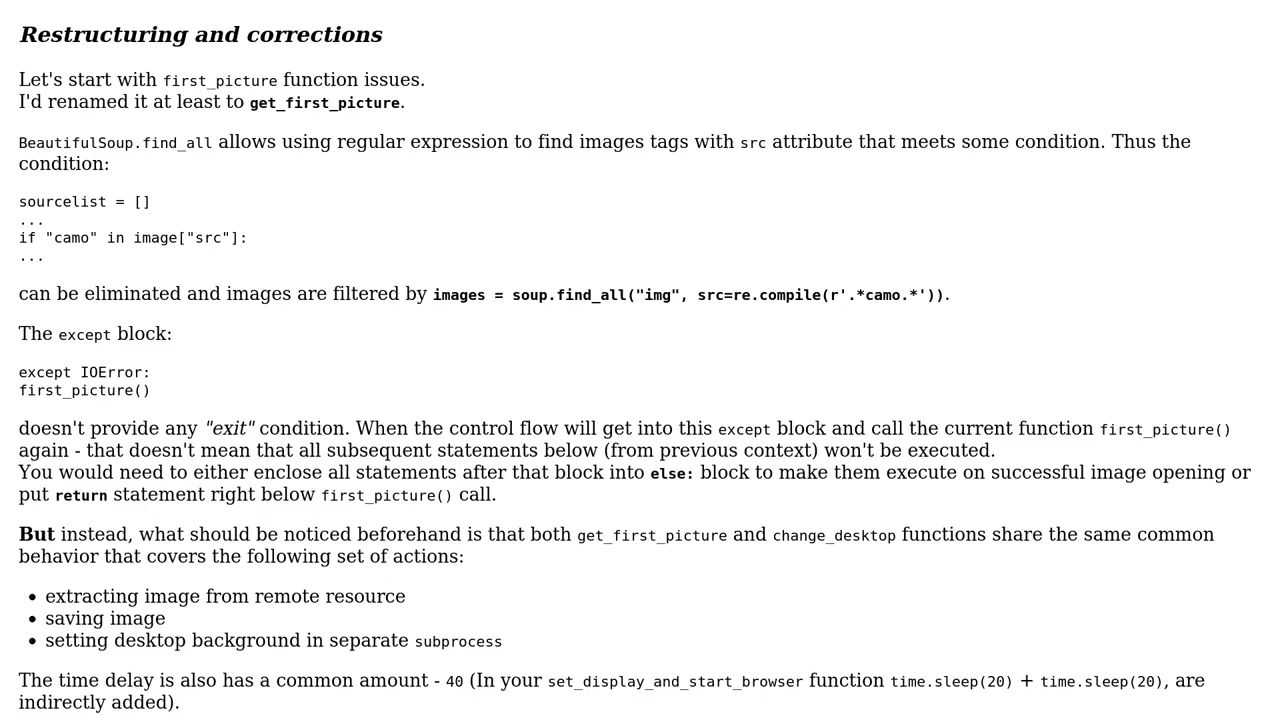 Restructuring and corrections
Let's start with first_picture function issues.
I'd renamed it at least to get_first_picture.
BeautifulSoup.find_all allows using regular expression to find images tags with src attribute that meets some condition. Thus the
condition:
sourcelist = []
...
if "camo" in image["src"]:
...
can be eliminated and images are filtered by images = soup.find_all("img", src=re.compile(r'.*camo.*')).
The except block:
except IOError:
first_picture()
doesn't provide any "exit" condition. When the control flow will get into this except block and call the current function first_picture()
again - that doesn't mean that all subsequent statements below (from previous context) won't be executed.
You would need to either enclose all statements after that block into else: block to make them execute on successful image opening or
put return statement right below first_picture() call.
But instead, what should be noticed beforehand is that both get_first_picture and change_desktop functions share the same common
behavior that covers the following set of actions:
• extracting image from remote resource
• saving image
• setting desktop background in separate subprocess
The time delay is also has a common amount - 40 (In your set_display_and_start_browser function time.sleep(20) + time.sleep(20), are
indirectly added).